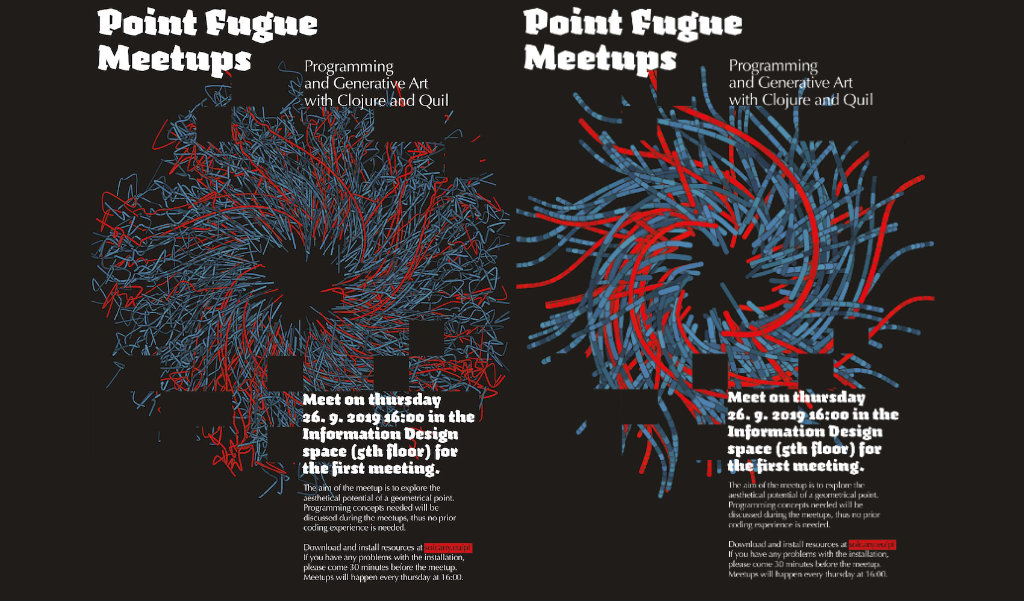 Point Fugue
Meetups
Programming
and Generative Art
with Clojure and Quil
Meet on thursday
26. 9. 2019 16:00 in the
Information Design
space (5th floor) for
the first meeting.
The aim of the meetup is to explore the
aesthetical potential of a geometrical point.
Programming concepts needed will be
discussed during the meetups, thus no prior
coding experience is needed.
Download and install resources at
If you have any problems with the installation,
please come 30 minutes before the meetup.
Meetups will happen every thursday at 16:00.
Point Fugue
Meetups
Programming
and Generative Art
with Clojure and Quil
Meet on thursday
26. 9. 2019 16:00 in the
Information Design
space (5th floor) for
the first meeting.
The aim of the meetup is to explore the
aesthetical potential of a geometrical point.
Programming concepts needed will be
discussed during the meetups, thus no prior
coding experience is needed.
Download and install resources at
If you have any problems with the installation,
please come 30 minutes before the meetup.
Meetups will happen every thursday at 16:00.